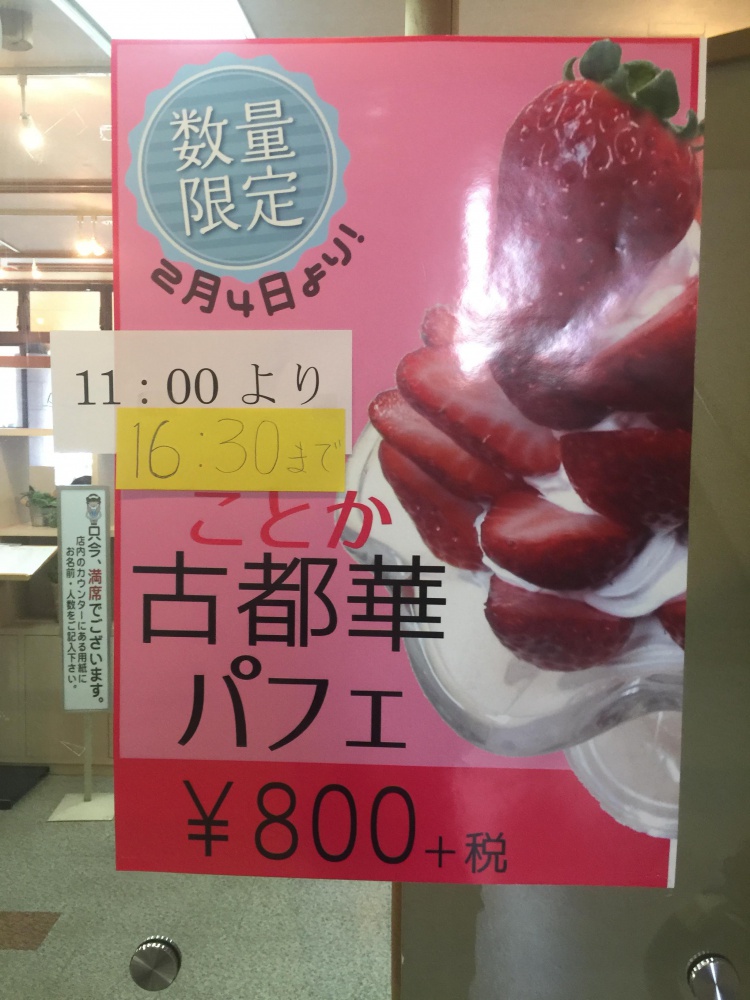 数量
限定
2月4日より!
11:00 より
16:30まで
ことか
古都華
パフェ
¥800+税
只今、満席でございます。
店内のカウンターにある用紙に
お名前・人数をご記入下さい。